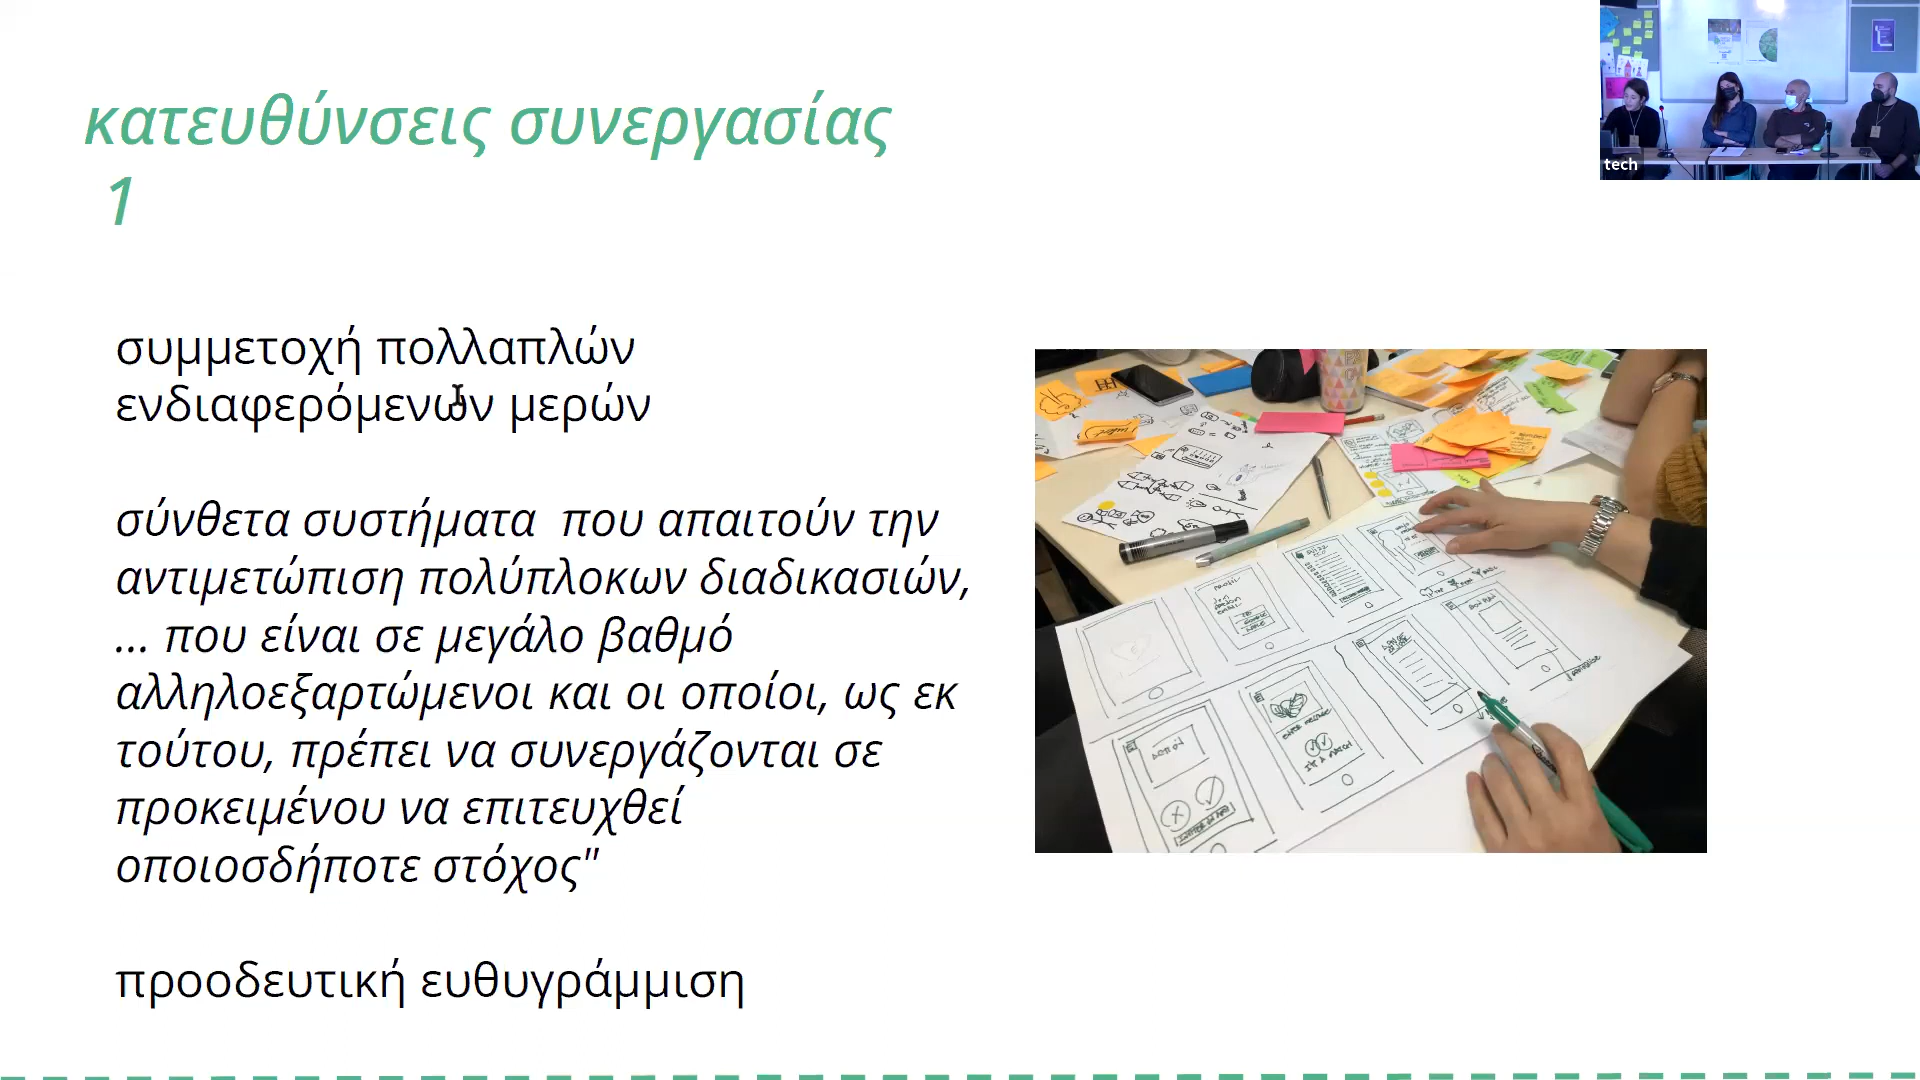 κατευθύνσεις συνεργασίας
1
συμμετοχή πολλαπλών
ενδιαφερόμενων μερών
σύνθετα συστήματα που απαιτούν την
αντιμετώπιση πολύπλοκων διαδικασιών,
... που είναι σε μεγάλο βαθμό
αλληλοεξαρτώμενοι και οι οποίοι, ως εκ
τούτου, πρέπει να συνεργάζονται σε
προκειμένου να επιτευχθεί
οποιοσδήποτε στόχος"
προοδευτική ευθυγράμμιση
tech